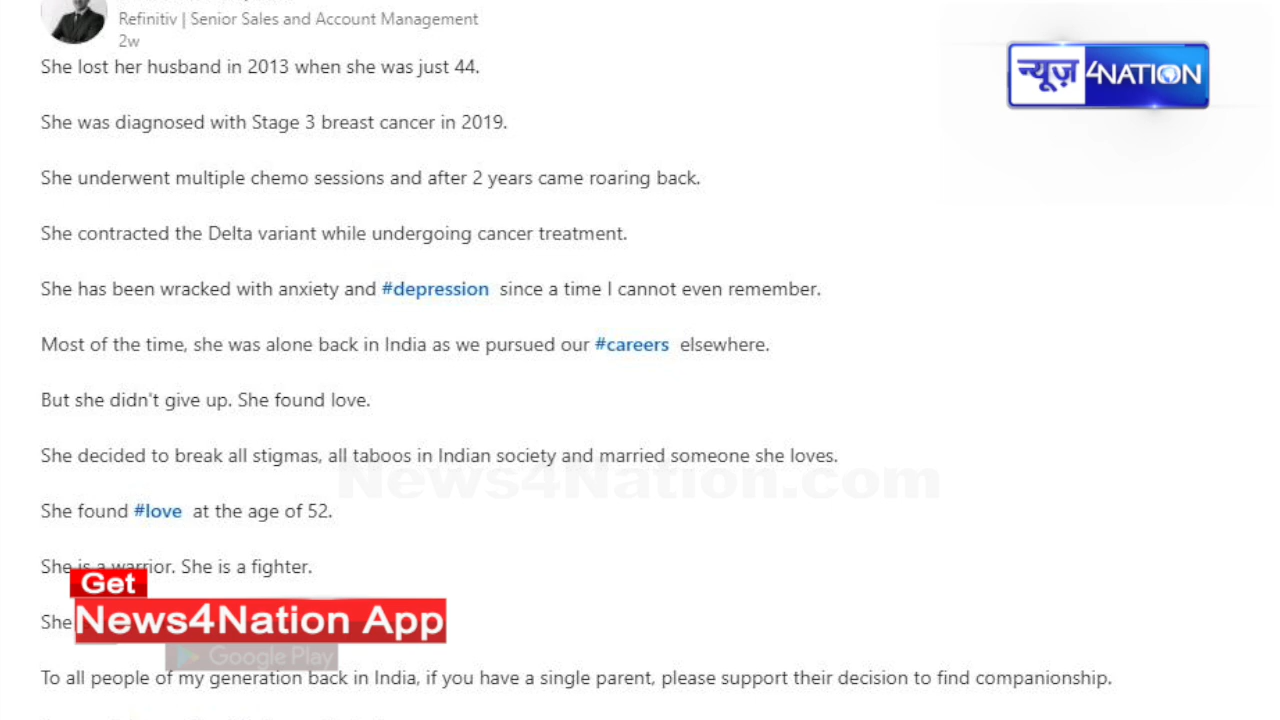 Refinitiv | Senior Sales and Account Management
2w
She lost her husband in 2013 when she was just 44.
न्यूज़ 4NATION
She was diagnosed with Stage 3 breast cancer in 2019.
She underwent multiple chemo sessions and after 2 years came roaring back.
She contracted the Delta variant while undergoing cancer treatment.
She has been wracked with anxiety and #depression since a time I cannot even remember.
Most of the time, she was alone back in India as we pursued our #careers elsewhere.
But she didn't give up. She found love.
She decided to break all stigmas, all taboos in Indian society and married someone she loves.
News4Nation.com
She found #love at the age of 52.
She is a warrior. She is a fighter.
Get
She
News4Nation App
Google Play
To all people of my generation back in India, if you have a single parent, please support their decision to find companionship.